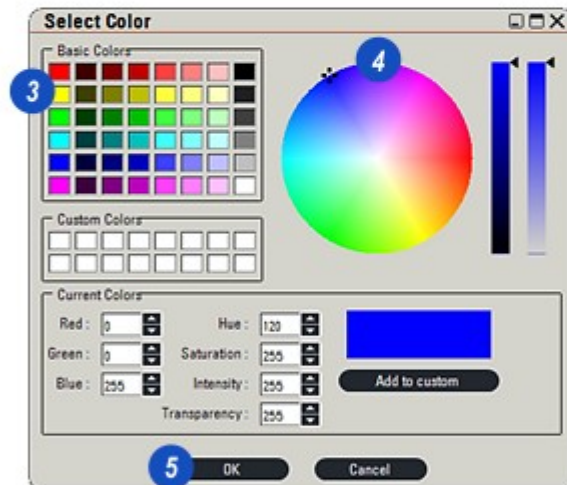 Select Color
Basic Colors
3
4
Custom Colors
Current Colors
Red : 0 Hue : 120
Green : 0 Saturation : 255
Blue : 255 Intensity : 255 Add to custom
Transparency : 255
5 OK Cancel